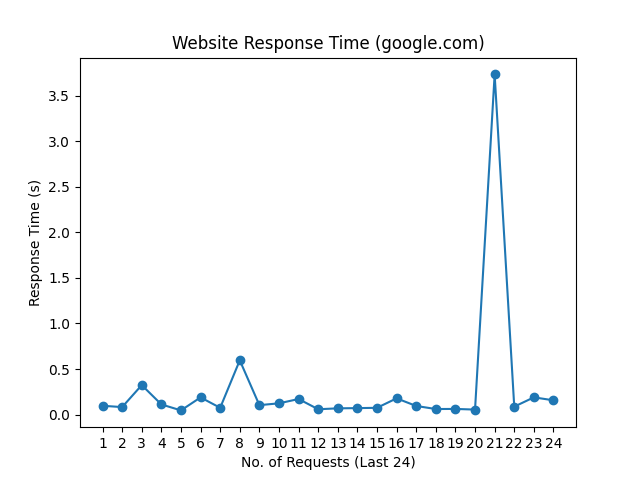 Website Response Time (google.com)
Response Time (s)
3.5
3.0
2.5
2.0
1.5
1.0
0.5
0.0
1 2 3 4 5 6 7 8 9 10 11 12 13 14 15 16 17 18 19 20 21 22 23 24
No. of Requests (Last 24)